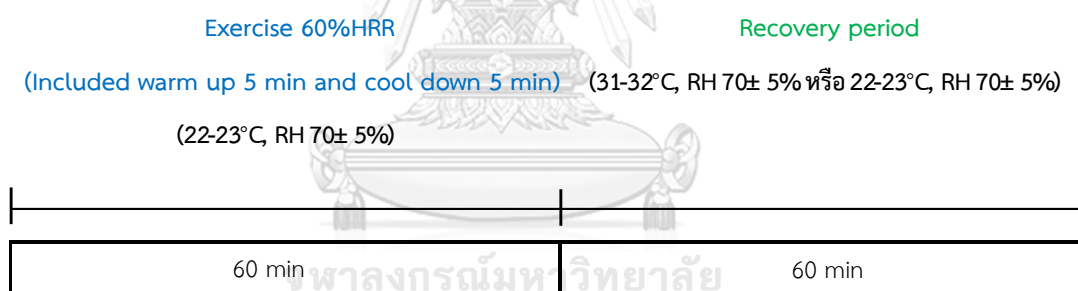 Exercise 60%HRR
(Included warm up 5 min and cool down 5 min)
(22-23°C, RH 70± 5%)
Recovery period
(31-32°C, RH 70± 5% หรือ 22-23°C, RH 70± 5%)
60 min
60 min
จุฬาลงกรณ์มหาวิทยาลัย